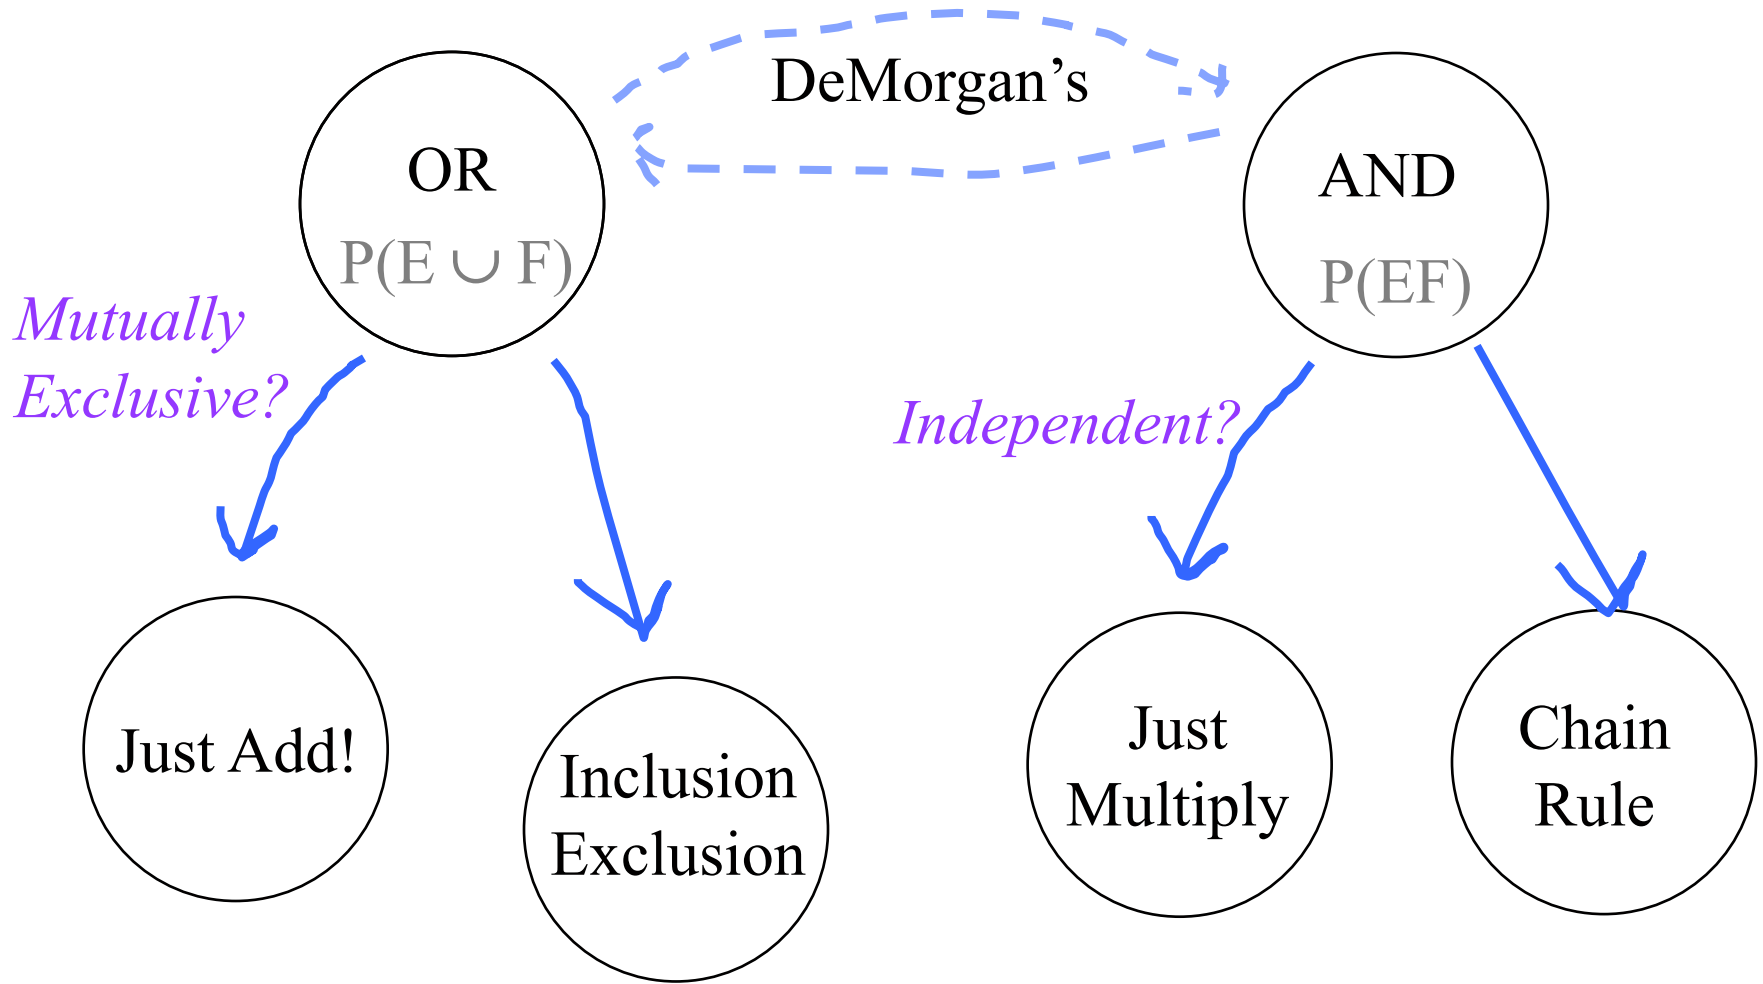 DeMorgan’s
OR
P(E ∪ F)
AND
P(EF)
Mutually
Exclusive?
Independent?
Just Add!
Inclusion
Exclusion
Just
Multiply
Chain
Rule